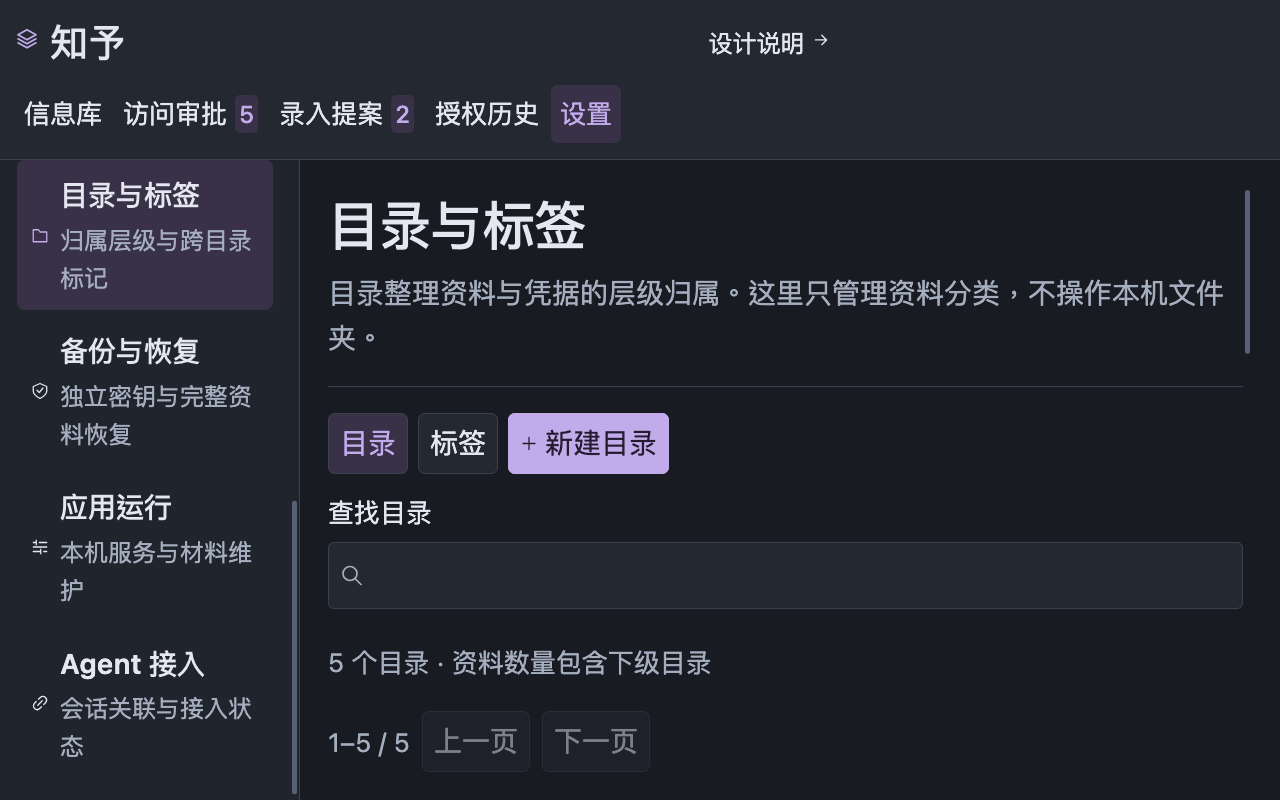 知予
设计说明 →
信息库 访问审批 5 录入提案 2 授权历史 设置
目录与标签
归属层级与跨目录
标记
备份与恢复
独立密钥与完整资
料恢复
应用运行
本机服务与材料维
护
Agent 接入
会话关联与接入状
态
目录与标签
目录整理资料与凭据的层级归属。这里只管理资料分类，不操作本机文件
夹。
目录 标签 + 新建目录
查找目录
5 个目录 · 资料数量包含下级目录
1–5 / 5 上一页 下一页